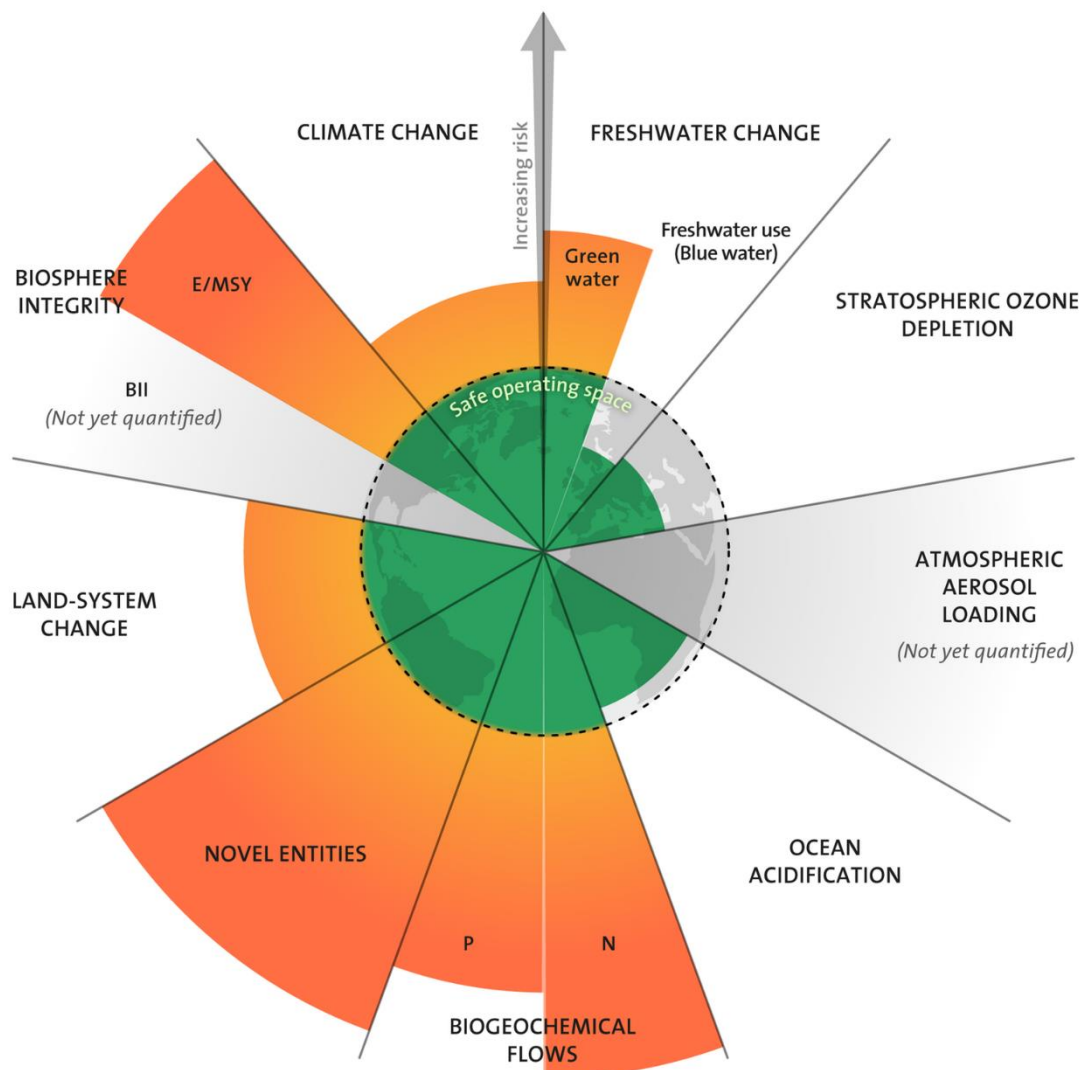 CLIMATE CHANGE
Increasing risk
FRESHWATER CHANGE
Freshwater use
(Blue water)
Green
water
BIOSPHERE
INTEGRITY
E/MSY
STRATOSPHERIC OZONE
DEPLETION
BII
(Not yet quantified)
Safe operating space
ATMOSPHERIC
AEROSOL
LOADING
(Not yet quantified)
LAND-SYSTEM
CHANGE
NOVEL ENTITIES
OCEAN
ACIDIFICATION
P
N
BIOGEOCHEMICAL
FLOWS